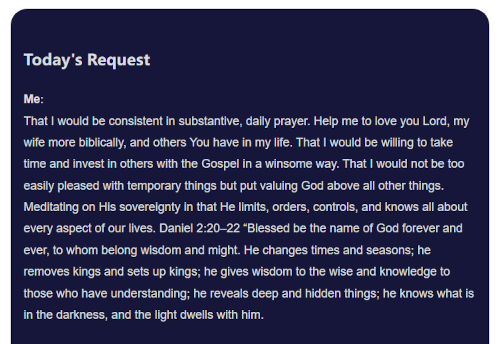 Today's Request
Me:
That I would be consistent in substantive, daily prayer. Help me to love you Lord, my
wife more biblically, and others You have in my life. That I would be willing to take
time and invest in others with the Gospel in a winsome way. That I would not be too
easily pleased with temporary things but put valuing God above all other things.
Meditating on His sovereignty in that He limits, orders, controls, and knows all about
every aspect of our lives. Daniel 2:20–22 “Blessed be the name of God forever and
ever, to whom belong wisdom and might. He changes times and seasons; he
removes kings and sets up kings; he gives wisdom to the wise and knowledge to
those who have understanding; he reveals deep and hidden things; he knows what is
in the darkness, and the light dwells with him.